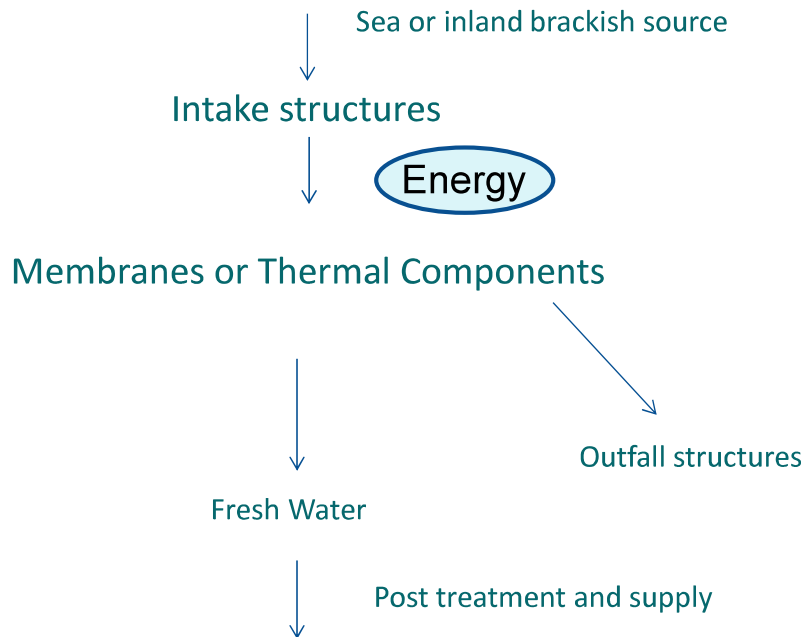 Sea or inland brackish source
Intake structures
Energy
Membranes or Thermal Components
Outfall structures
Fresh Water
Post treatment and supply